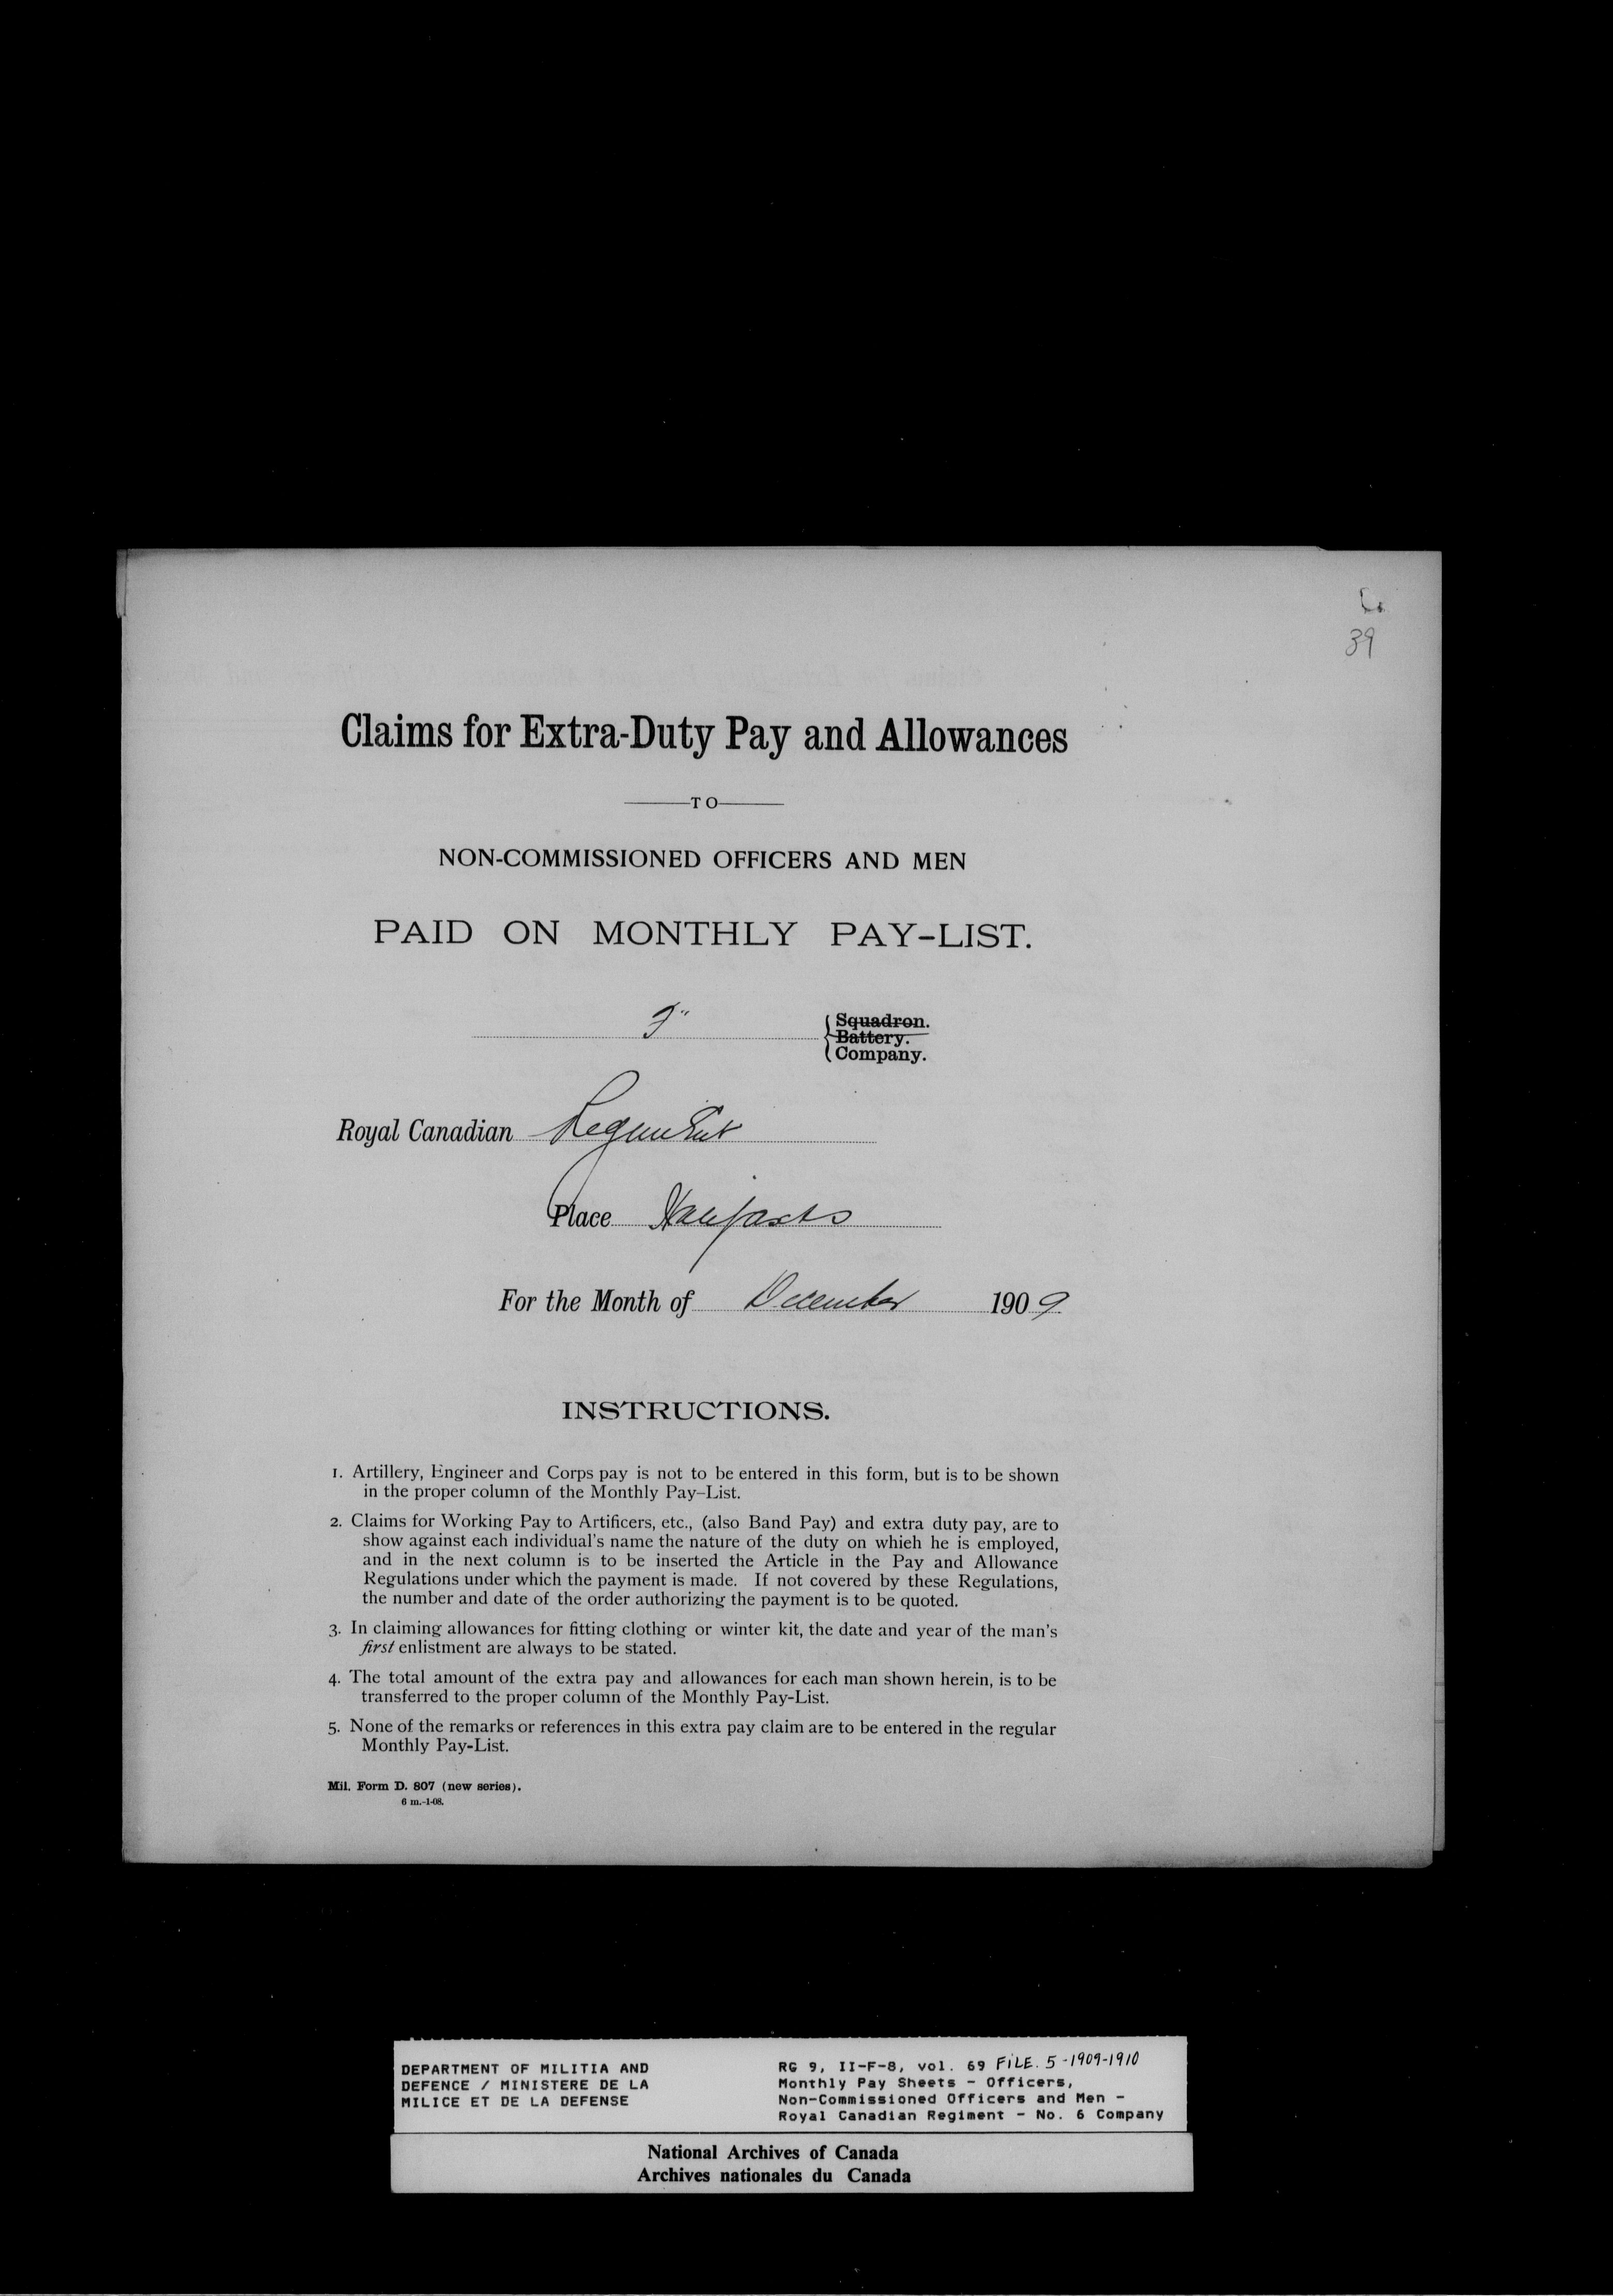 39
Claims for Extra-Duty Pay and Allowances
TO
NON-COMMISSIONED OFFICERS AND MEN
PAID ON MONTHLY PAY-LIST.
Squadron.
Battery.
Company.
Royal Canadian Regiment
Place Halifax
For the Month of December 1909
INSTRUCTIONS.
1. Artillery, Engineer and Corps pay is not to be entered in this form, but is to be shown
in the proper column of the Monthly Pay-List.
2. Claims for Working Pay to Artificers, etc., (also Band Pay) and extra duty pay, are to
show against each individual's name the nature of the duty on whieh he is employed,
and in the next column is to be inserted the Article in the Pay and Allowance
Regulations under which the payment is made. If not covered by these Regulations,
the number and date of the order authorizing the payment is to be quoted.
3. In claiming allowances for fitting clothing or winter kit, the date and year of the man's
first enlistment are always to be stated.
4. The total amount of the extra pay and allowances for each man shown herein, is to be
transferred to the proper column of the Monthly Pay-List.
5. None of the remarks or references in this extra pay claim are to be entered in the regular
Monthly Pay-List.
Mil. Form D. 807 (new series).
6 m.-1-08.
DEPARTMENT OF MILITIA AND
DEFENCE / MINISTERE DE LA
MILICE ET DE LA DEFENSE
RG 9, II-F-8, vol. 69 FILE. 5-1909-1910
Monthly Pay Sheets - Officers,
Non-Commissioned Officers and Men -
Royal Canadian Regiment - No. 6 Company
National Archives of Canada
Archives nationales du Canada